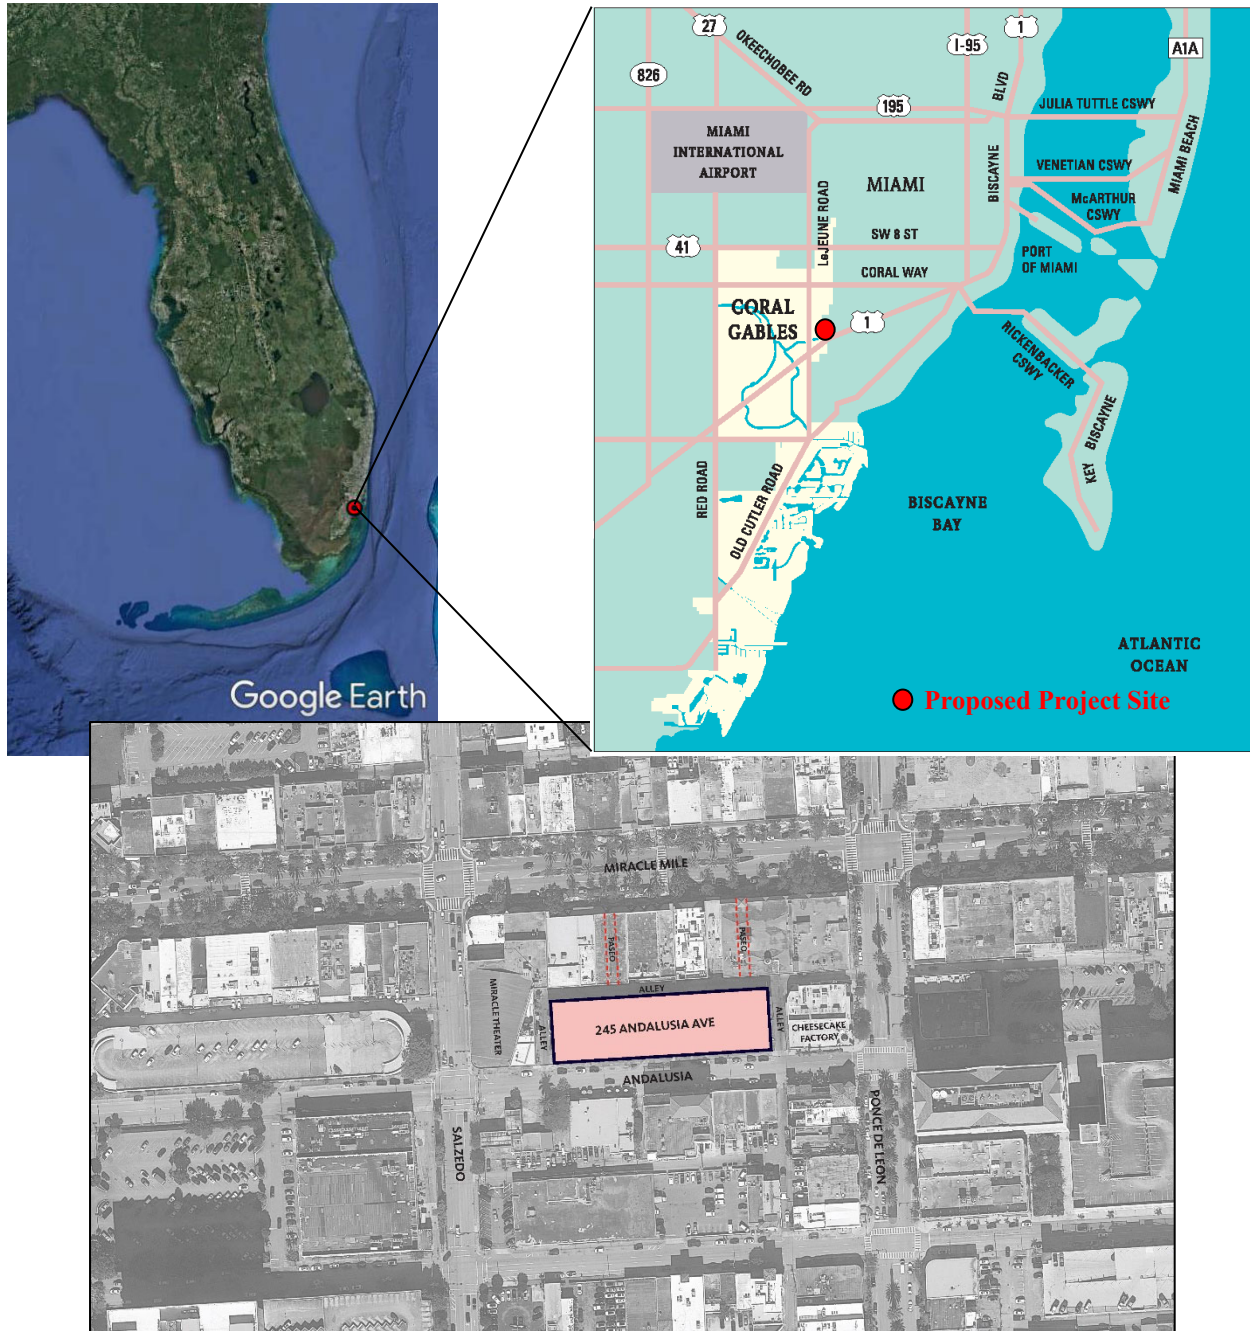 Google Earth
27
1
I-95
A1A
OKEECHOBEE RD
826
BLVD
195
JULIA TUTTLE CSWY
MIAMI
INTERNATIONAL
AIRPORT
MIAMI BEACH
VENETIAN CSWY
MIAMI
BISCAYNE
McARTHUR
CSWY
LeJEUNE ROAD
SW 8 ST
41
PORT
OF MIAMI
CORAL WAY
CORAL
GABLES
1
RICKENBACKER
CSWY
KEY BISCAYNE
RED ROAD
OLD CUTLER ROAD
BISCAYNE
BAY
ATLANTIC
OCEAN
Proposed Project Site
MIRACLE MILE
PASEO
PASEO
MIRACLE THEATER
ALLEY
ALLEY
245 ANDALUSIA AVE
ALLEY
CHEESECAKE
FACTORY
ANDALUSIA
SALZEDO
PONCE DE LEON